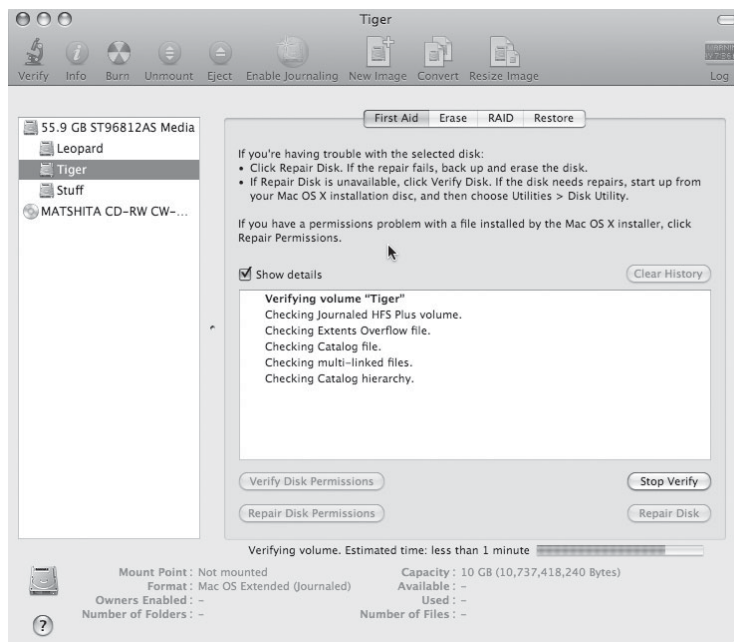 Tiger
Verify Info Burn Unmount Eject Enable Journaling New Image Convert Resize Image Log
55.9 GB ST96812AS Media
Leopard
Tiger
Stuff
MATSHITA CD-RW CW-...
First Aid Erase RAID Restore
If you're having trouble with the selected disk:
• Click Repair Disk. If the repair fails, back up and erase the disk.
• If Repair Disk is unavailable, click Verify Disk. If the disk needs repairs, start up from
your Mac OS X installation disc, and then choose Utilities > Disk Utility.
If you have a permissions problem with a file installed by the Mac OS X installer, click
Repair Permissions.
Show details
Clear History
Verifying volume “Tiger”
Checking Journaled HFS Plus volume.
Checking Extents Overflow file.
Checking Catalog file.
Checking multi-linked files.
Checking Catalog hierarchy.
Verify Disk Permissions
Stop Verify
Repair Disk Permissions
Repair Disk
Verifying volume. Estimated time: less than 1 minute
Mount Point : Not mounted
Format : Mac OS Extended (Journaled)
Owners Enabled : –
Number of Folders : –
Capacity : 10 GB (10,737,418,240 Bytes)
Available : –
Used : –
Number of Files : –
?